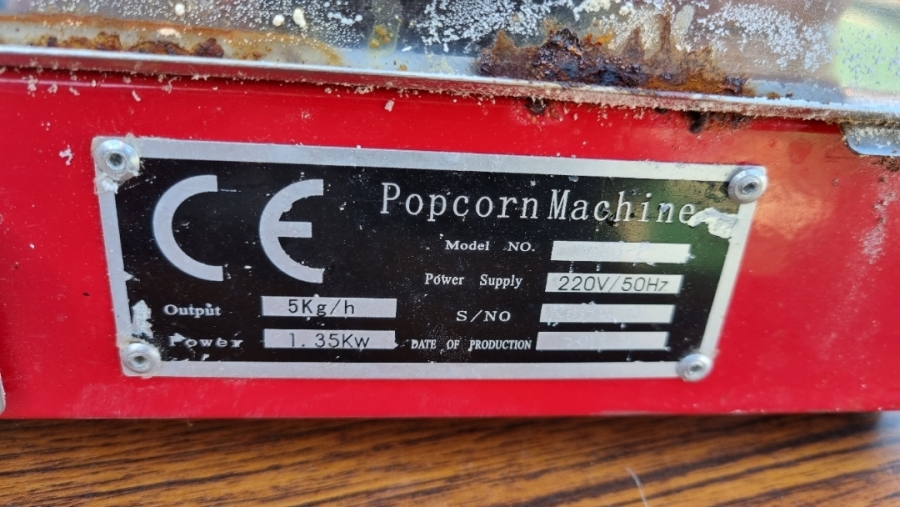 CE
Popcorn Machine
Model NO.
Power Supply 220V/50Hz
Output 5Kg/h
S/NO
Power 1.35Kw
DATE OF PRODUCTION